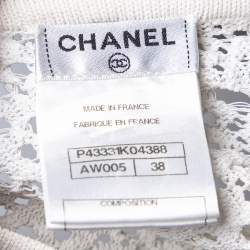 CHANEL
MADE IN FRANCE
FABRIQUE EN FRANCE
P43331K04388
AW005 38
COMPOSITION